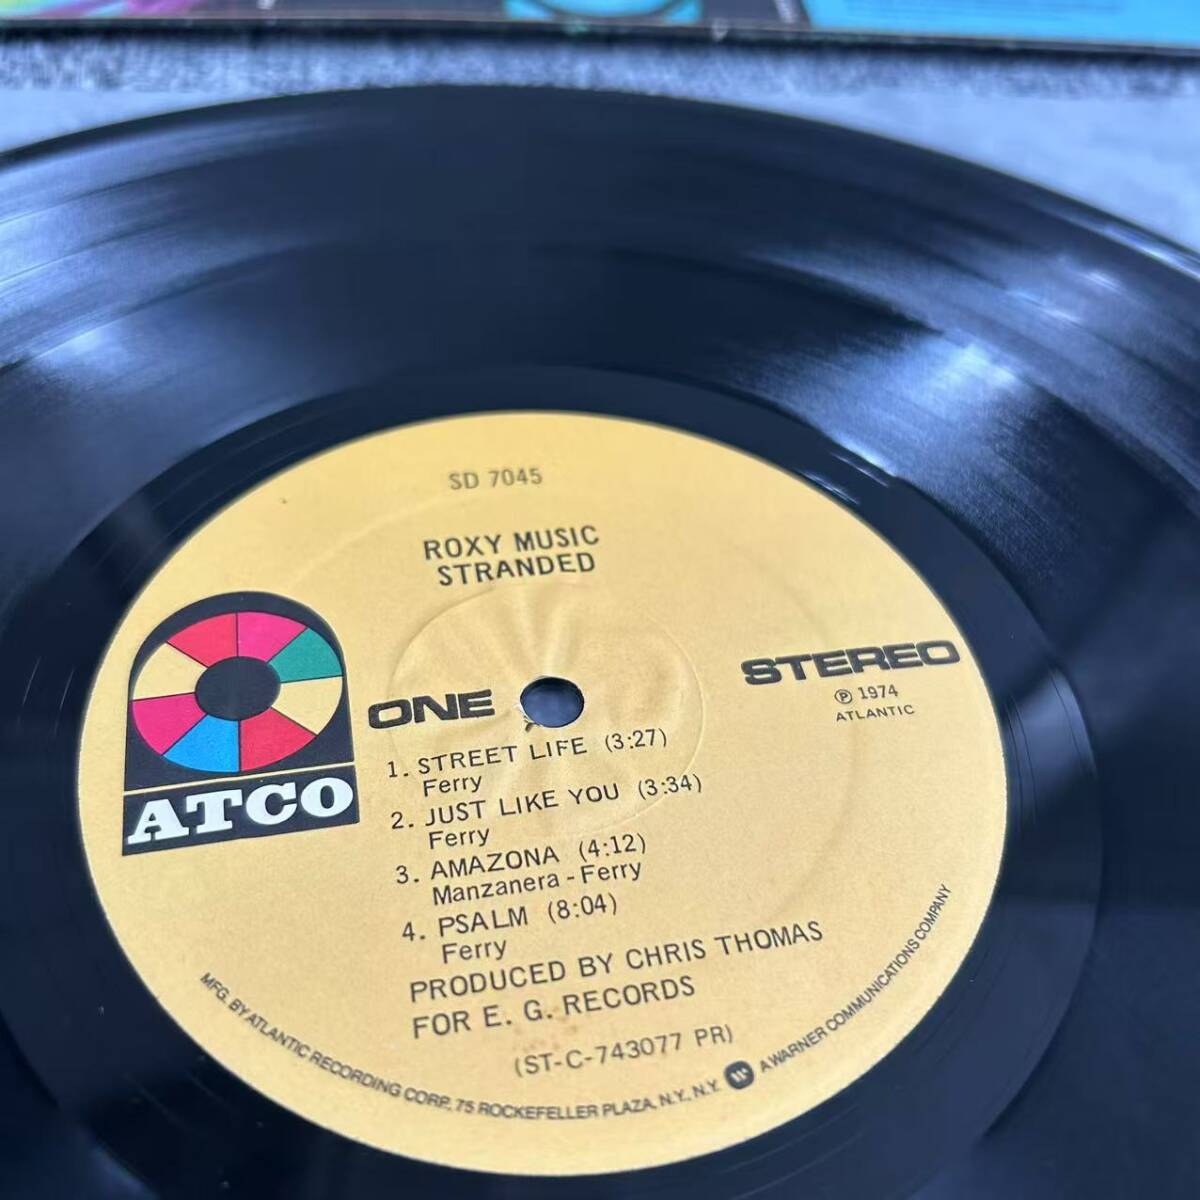 SD 7045
ROXY MUSIC
STRANDED
ATCO
ONE
STEREO
℗ 1974
ATLANTIC
1. STREET LIFE (3:27)
Ferry
2. JUST LIKE YOU (3:34)
Ferry
3. AMAZONA (4:12)
Manzanera - Ferry
4. PSALM (8:04)
Ferry
PRODUCED BY CHRIS THOMAS
FOR E. G. RECORDS
(ST-C-743077 PR)
MFG. BY ATLANTIC RECORDING CORP., 75 ROCKEFELLER PLAZA, N.Y., N.Y. A WARNER COMMUNICATIONS COMPANY